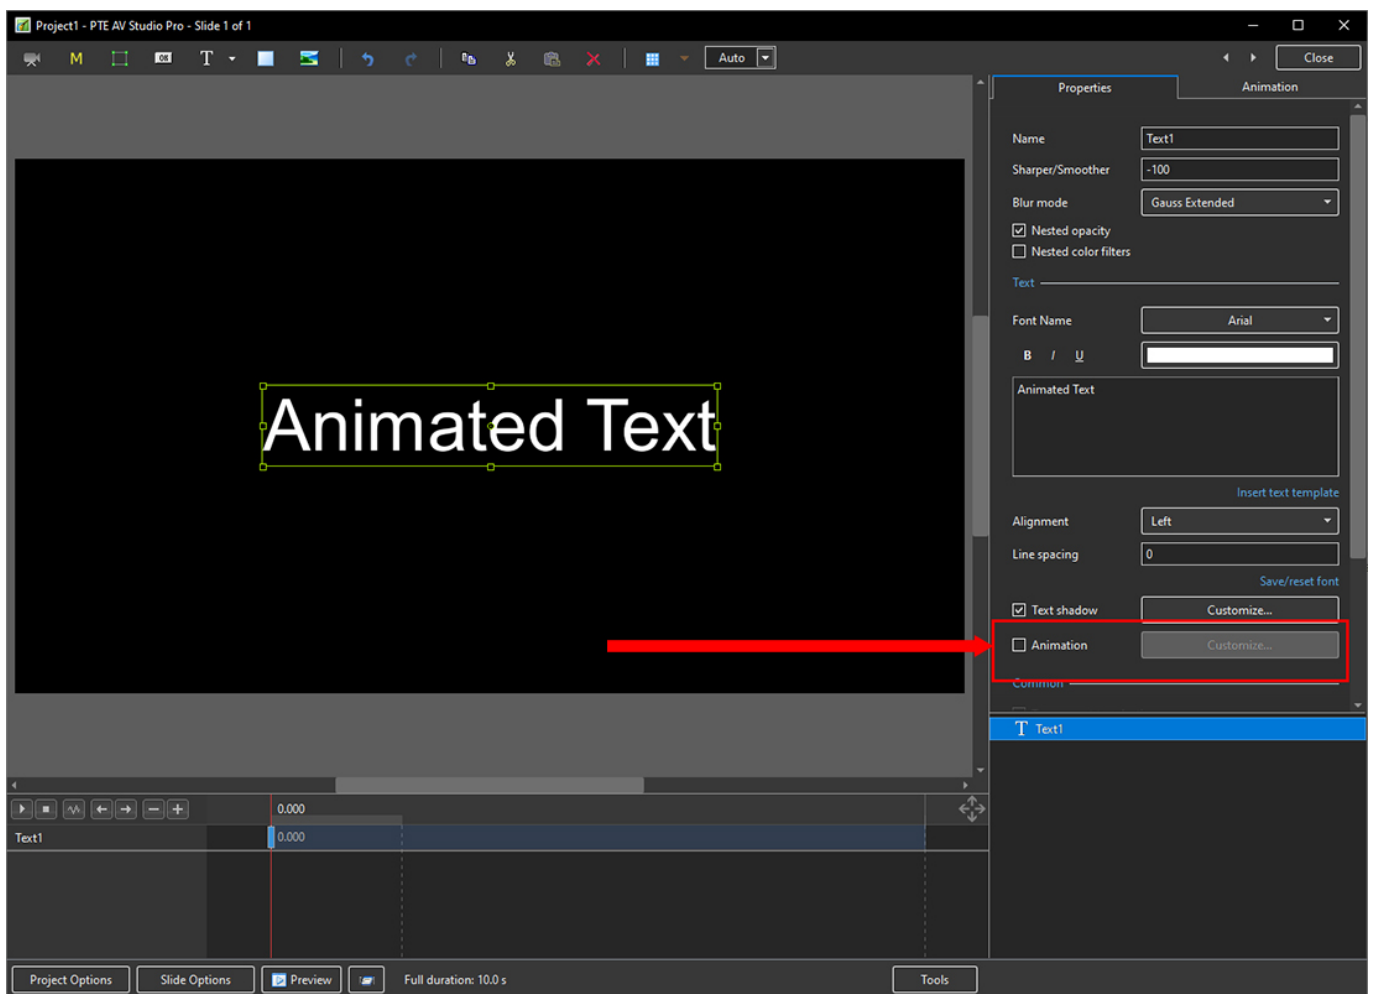 Project1 - PTE AV Studio Pro - Slide 1 of 1
M OK T Auto Close
Properties Animation
Name Text1
Sharper/Smoother -100
Blur mode Gauss Extended
Nested opacity
Nested color filters
Text
Font Name Arial
B I U
Animated Text
Animated Text
Insert text template
Alignment Left
Line spacing 0
Save/reset font
Text shadow Customize...
Animation Customize...
Common
T Text1
0.000
Text1 0.000
Project Options Slide Options Preview Full duration: 10.0 s Tools